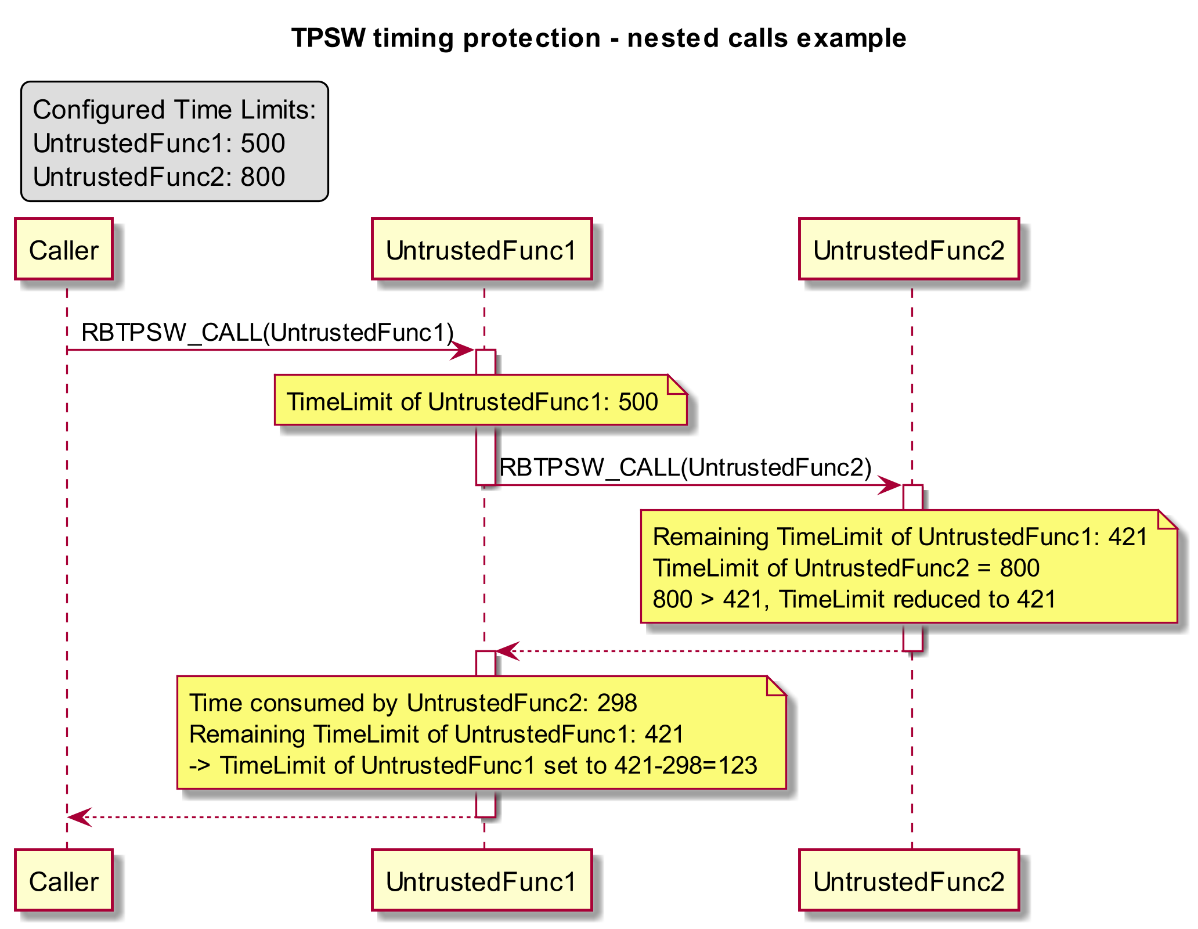 TPSW timing protection - nested calls example
Configured Time Limits:
UntrustedFunc1: 500
UntrustedFunc2: 800
Caller
UntrustedFunc1
UntrustedFunc2
RBTPSW_CALL(UntrustedFunc1)
TimeLimit of UntrustedFunc1: 500
RBTPSW_CALL(UntrustedFunc2)
Remaining TimeLimit of UntrustedFunc1: 421
TimeLimit of UntrustedFunc2 = 800
800 > 421, TimeLimit reduced to 421
Time consumed by UntrustedFunc2: 298
Remaining TimeLimit of UntrustedFunc1: 421
-> TimeLimit of UntrustedFunc1 set to 421-298=123
Caller
UntrustedFunc1
UntrustedFunc2